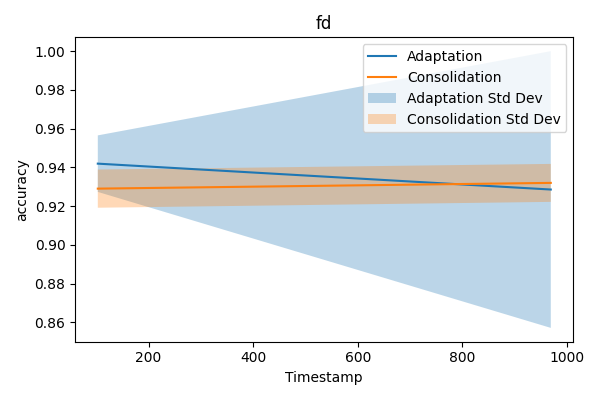 fd
1.00
0.98
0.96
0.94
0.92
0.90
0.88
0.86
accuracy
Adaptation
Consolidation
Adaptation Std Dev
Consolidation Std Dev
200
400
600
800
1000
Timestamp